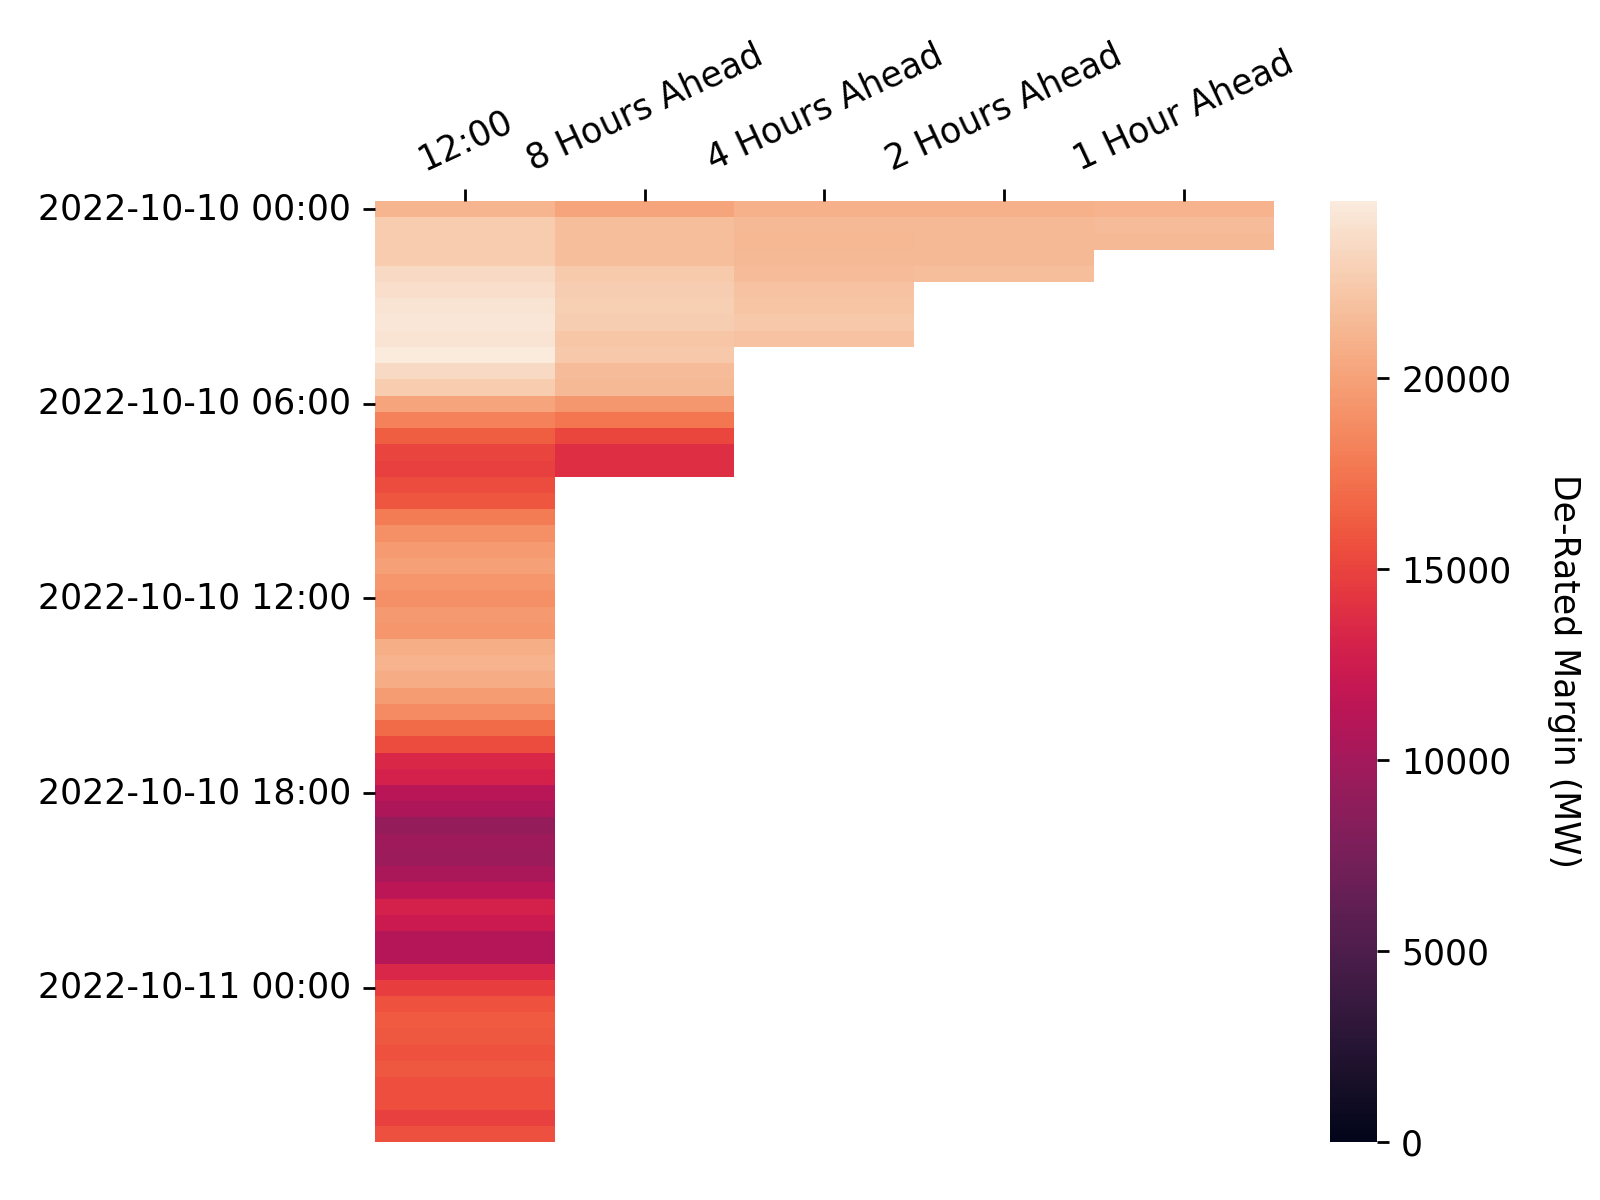 12:00
8 Hours Ahead
4 Hours Ahead
2 Hours Ahead
1 Hour Ahead
2022-10-10 00:00
2022-10-10 06:00
2022-10-10 12:00
2022-10-10 18:00
2022-10-11 00:00
20000
15000
10000
5000
0
De-Rated Margin (MW)